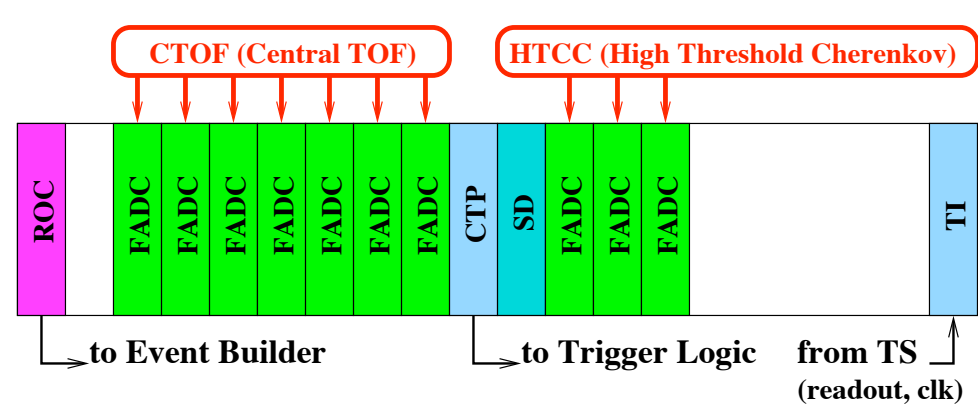 CTOF (Central TOF)
HTCC (High Threshold Cherenkov)
ROC
FADC
FADC
FADC
FADC
FADC
FADC
FADC
CTP
SD
FADC
FADC
FADC
TI
to Event Builder
to Trigger Logic
from TS
(readout, clk)